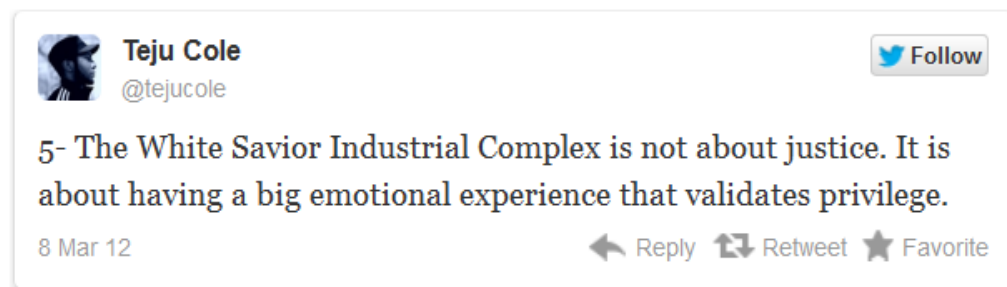 Teju Cole
Follow
@tejucole
5- The White Savior Industrial Complex is not about justice. It is
about having a big emotional experience that validates privilege.
8 Mar 12
Reply Retweet Favorite